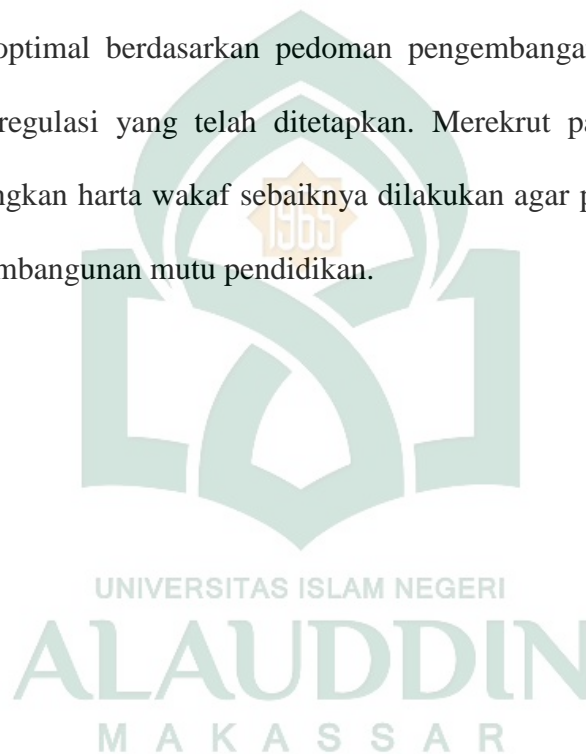 optimal berdasarkan pedoman pengembanga
regulasi yang telah ditetapkan. Merekrut pa
ngkan harta wakaf sebaiknya dilakukan agar p
mbangunan mutu pendidikan.
1965
UNIVERSITAS ISLAM NEGERI
ALAUDDIN
MAKASSAR